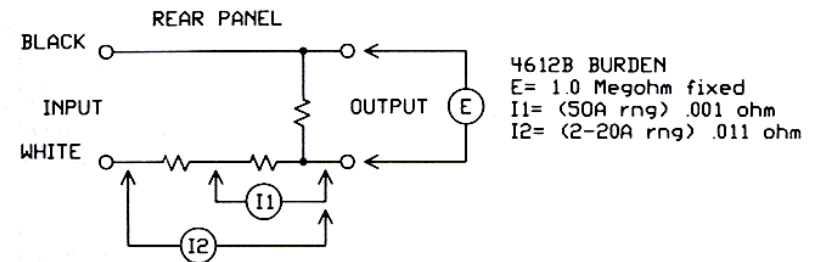 REAR PANEL
BLACK
INPUT
OUTPUT
E
WHITE
I1
I2
4612B BURDEN
E= 1.0 Megohm fixed
I1= (50A rng) .001 ohm
I2= (2-20A rng) .011 ohm